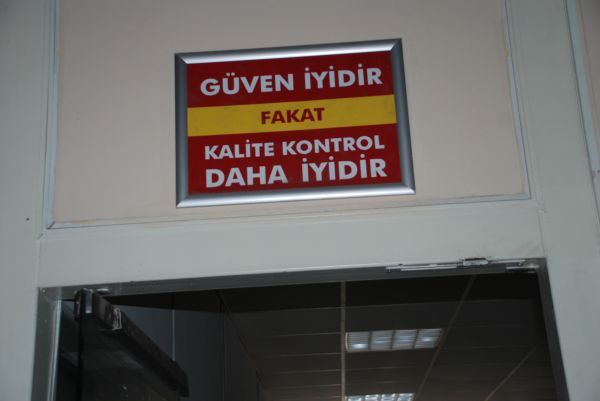 GÜVEN İYİDİR
FAKAT
KALİTE KONTROL
DAHA İYİDİR